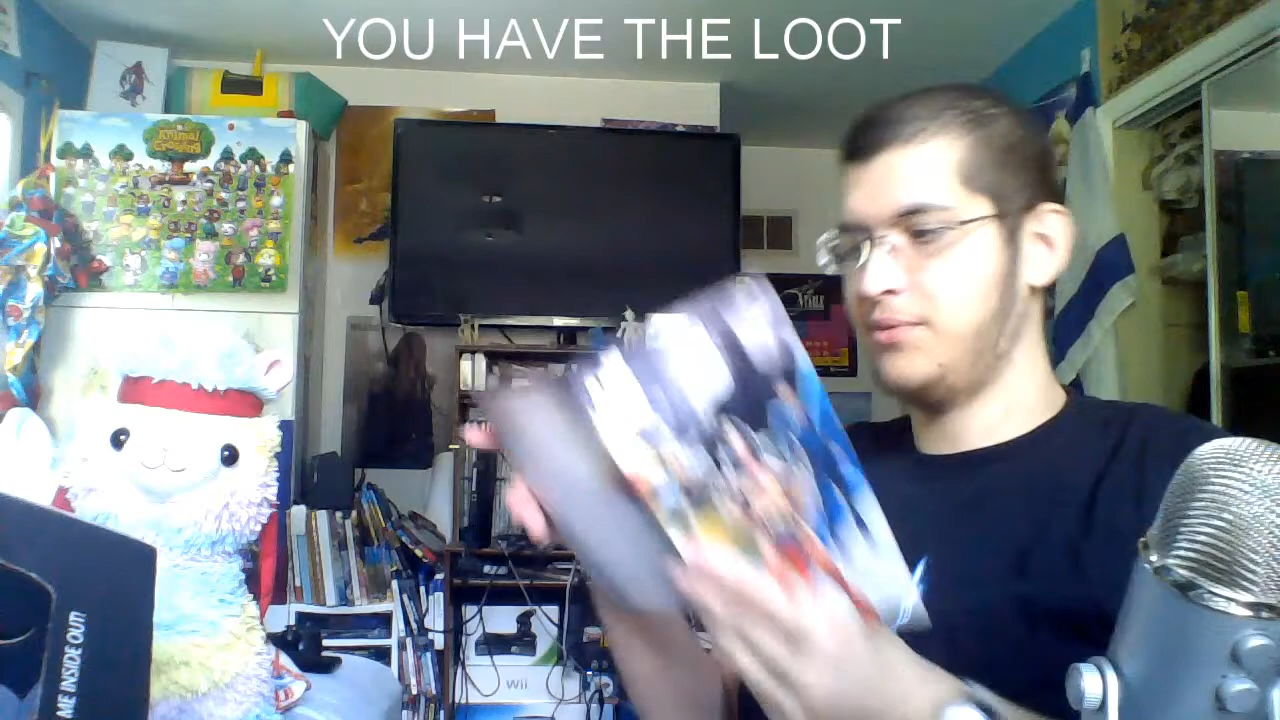 YOU HAVE THE LOOT
Animal
Crossing
ME INSIDE OUT!
wii